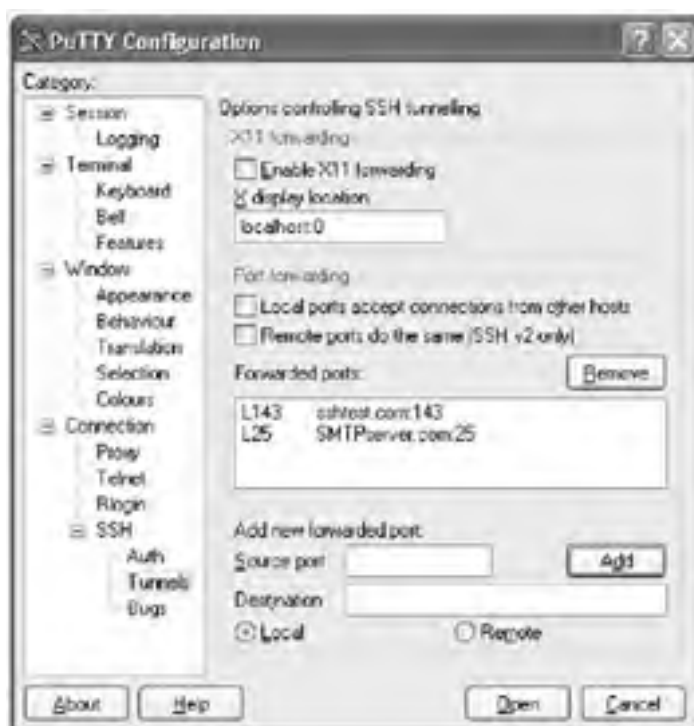 PuTTY Configuration
Category:
Session
Logging
Terminal
Keyboard
Bell
Features
Window
Appearance
Behaviour
Translation
Selection
Colours
Connection
Proxy
Telnet
Rlogin
SSH
Auth
Tunnels
Bugs
Options controlling SSH tunnelling
X11 forwarding
Enable X11 forwarding
X display location
localhost:0
Port forwarding
Local ports accept connections from other hosts
Remote ports do the same (SSH v2 only)
Forwarded ports:
Remove
L143 sshtest.com:143
L25 SMTPserver.com:25
Add new forwarded port:
Source port
Add
Destination
Local
Remote
About
Help
Open
Cancel